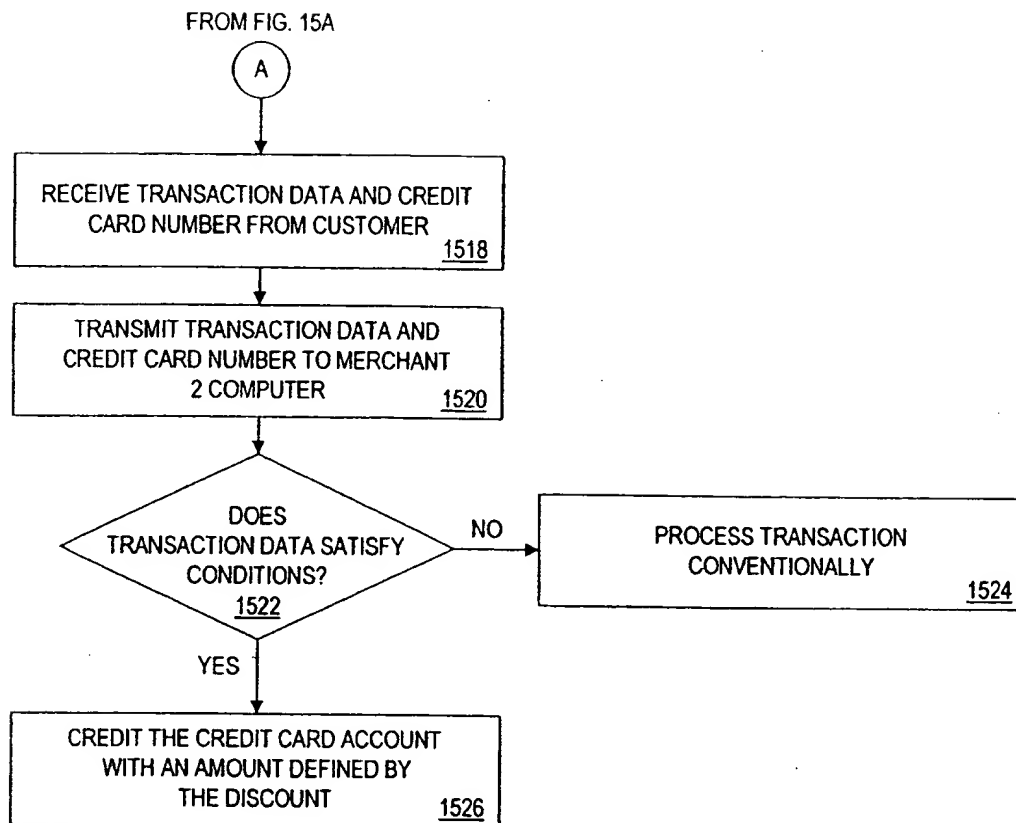 FROM FIG. 15A
A
RECEIVE TRANSACTION DATA AND CREDIT
CARD NUMBER FROM CUSTOMER
1518
TRANSMIT TRANSACTION DATA AND
CREDIT CARD NUMBER TO MERCHANT
2 COMPUTER
1520
DOES
TRANSACTION DATA SATISFY
CONDITIONS?
1522
NO
PROCESS TRANSACTION
CONVENTIONALLY
1524
YES
CREDIT THE CREDIT CARD ACCOUNT
WITH AN AMOUNT DEFINED BY
THE DISCOUNT
1526